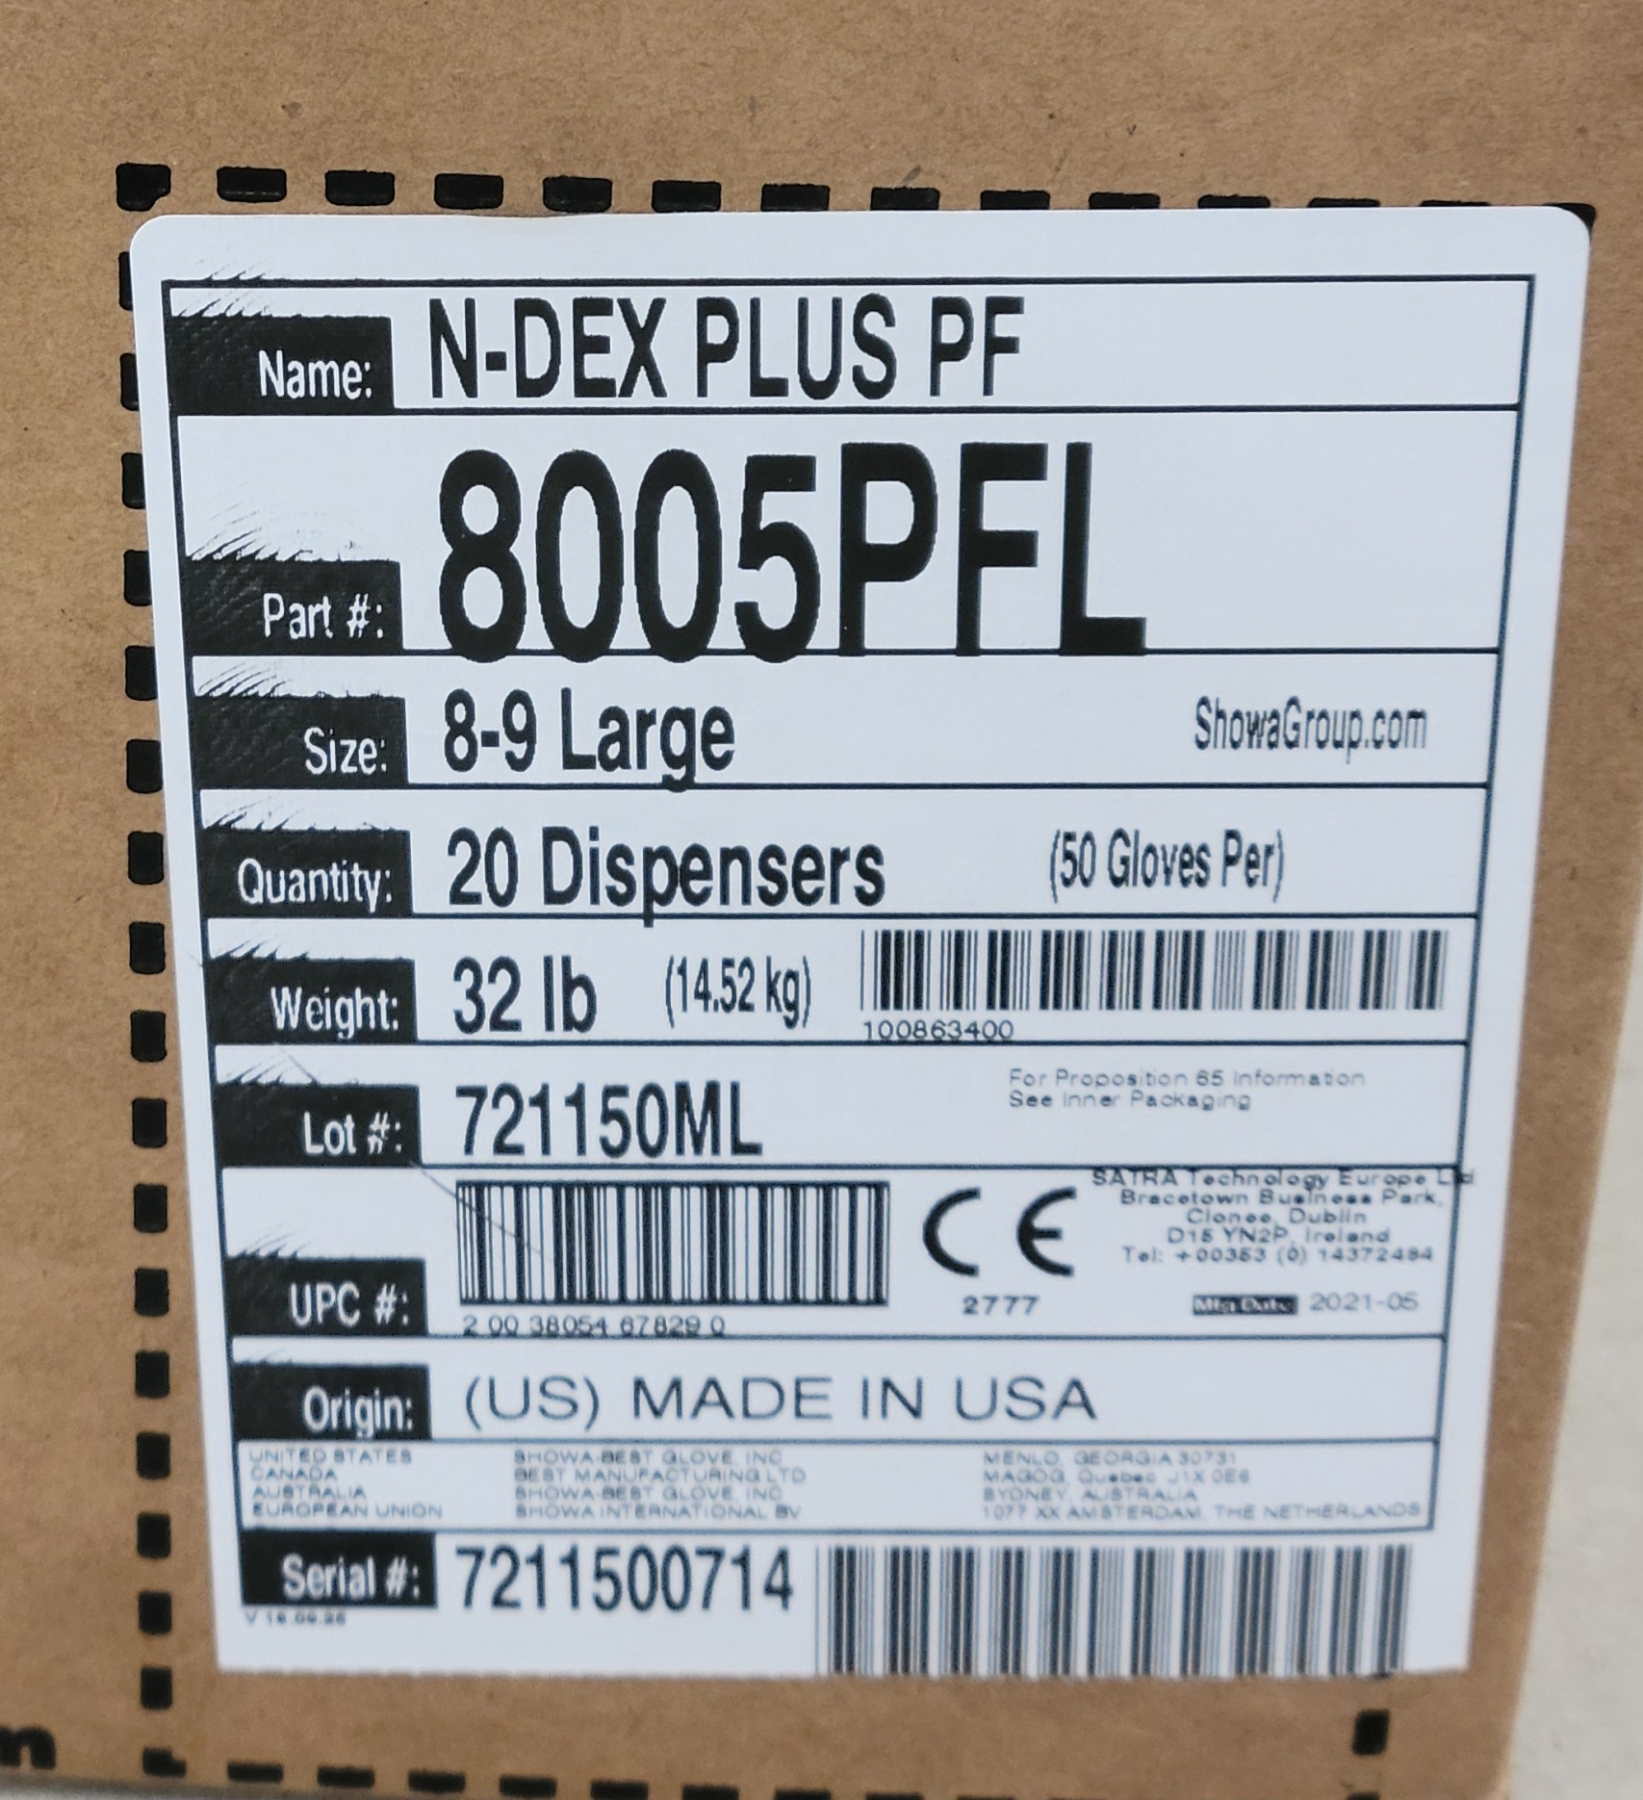 Name: N-DEX PLUS PF
Part #: 8005PFL
Size: 8-9 Large ShowaGroup.com
Quantity: 20 Dispensers (50 Gloves Per)
Weight: 32 lb (14.52 kg)
100863400
Lot #: 721150ML
For Proposition 65 Information
See Inner Packaging
SATRA Technology Europe Ltd
Bracetown Business Park,
Clonee, Dublin
D15 YN2P, Ireland
Tel: +00353 (0) 14372484
UPC #: 2 00 38054 67829 0
CE
2777
Mfg Date 2021-05
Origin: (US) MADE IN USA
UNITED STATES SHOWA-BEST GLOVE, INC MENLO, GEORGIA 30731
CANADA BEST MANUFACTURING LTD MAGOG, Quebec J1X 0E6
AUSTRALIA SHOWA-BEST GLOVE, INC SYDNEY, AUSTRALIA
EUROPEAN UNION SHOWA INTERNATIONAL BV 1077 XX AMSTERDAM, THE NETHERLANDS
Serial #: 7211500714